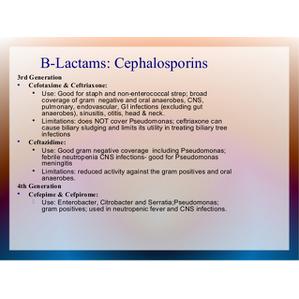 B-Lactams: Cephalosporins
3rd Generation
• Cefotaxime & Ceftriaxone:
Use: Good for staph and non-enterococcal strep; broad
coverage of gram negative and oral anaerobes, CNS,
pulmonary, endovascular, GI infections (excluding gut
anaerobes), sinusitis, otitis, head & neck.
Limitations: does NOT cover Pseudomonas; ceftriaxone can
cause biliary sludging and limits its utility in treating biliary tree
infections
• Ceftazidime:
Use: Good gram negative coverage including Pseudomonas;
febrile neutropenia CNS infections- good for Pseudomonas
meningitis
Limitations: reduced activity against the gram positives and oral
anaerobes.
4th Generation
• Cefepime & Cefpirome:
Use: Enterobacter, Citrobacter and Serratia;Pseudomonas;
gram positives; used in neutropenic fever and CNS infections.